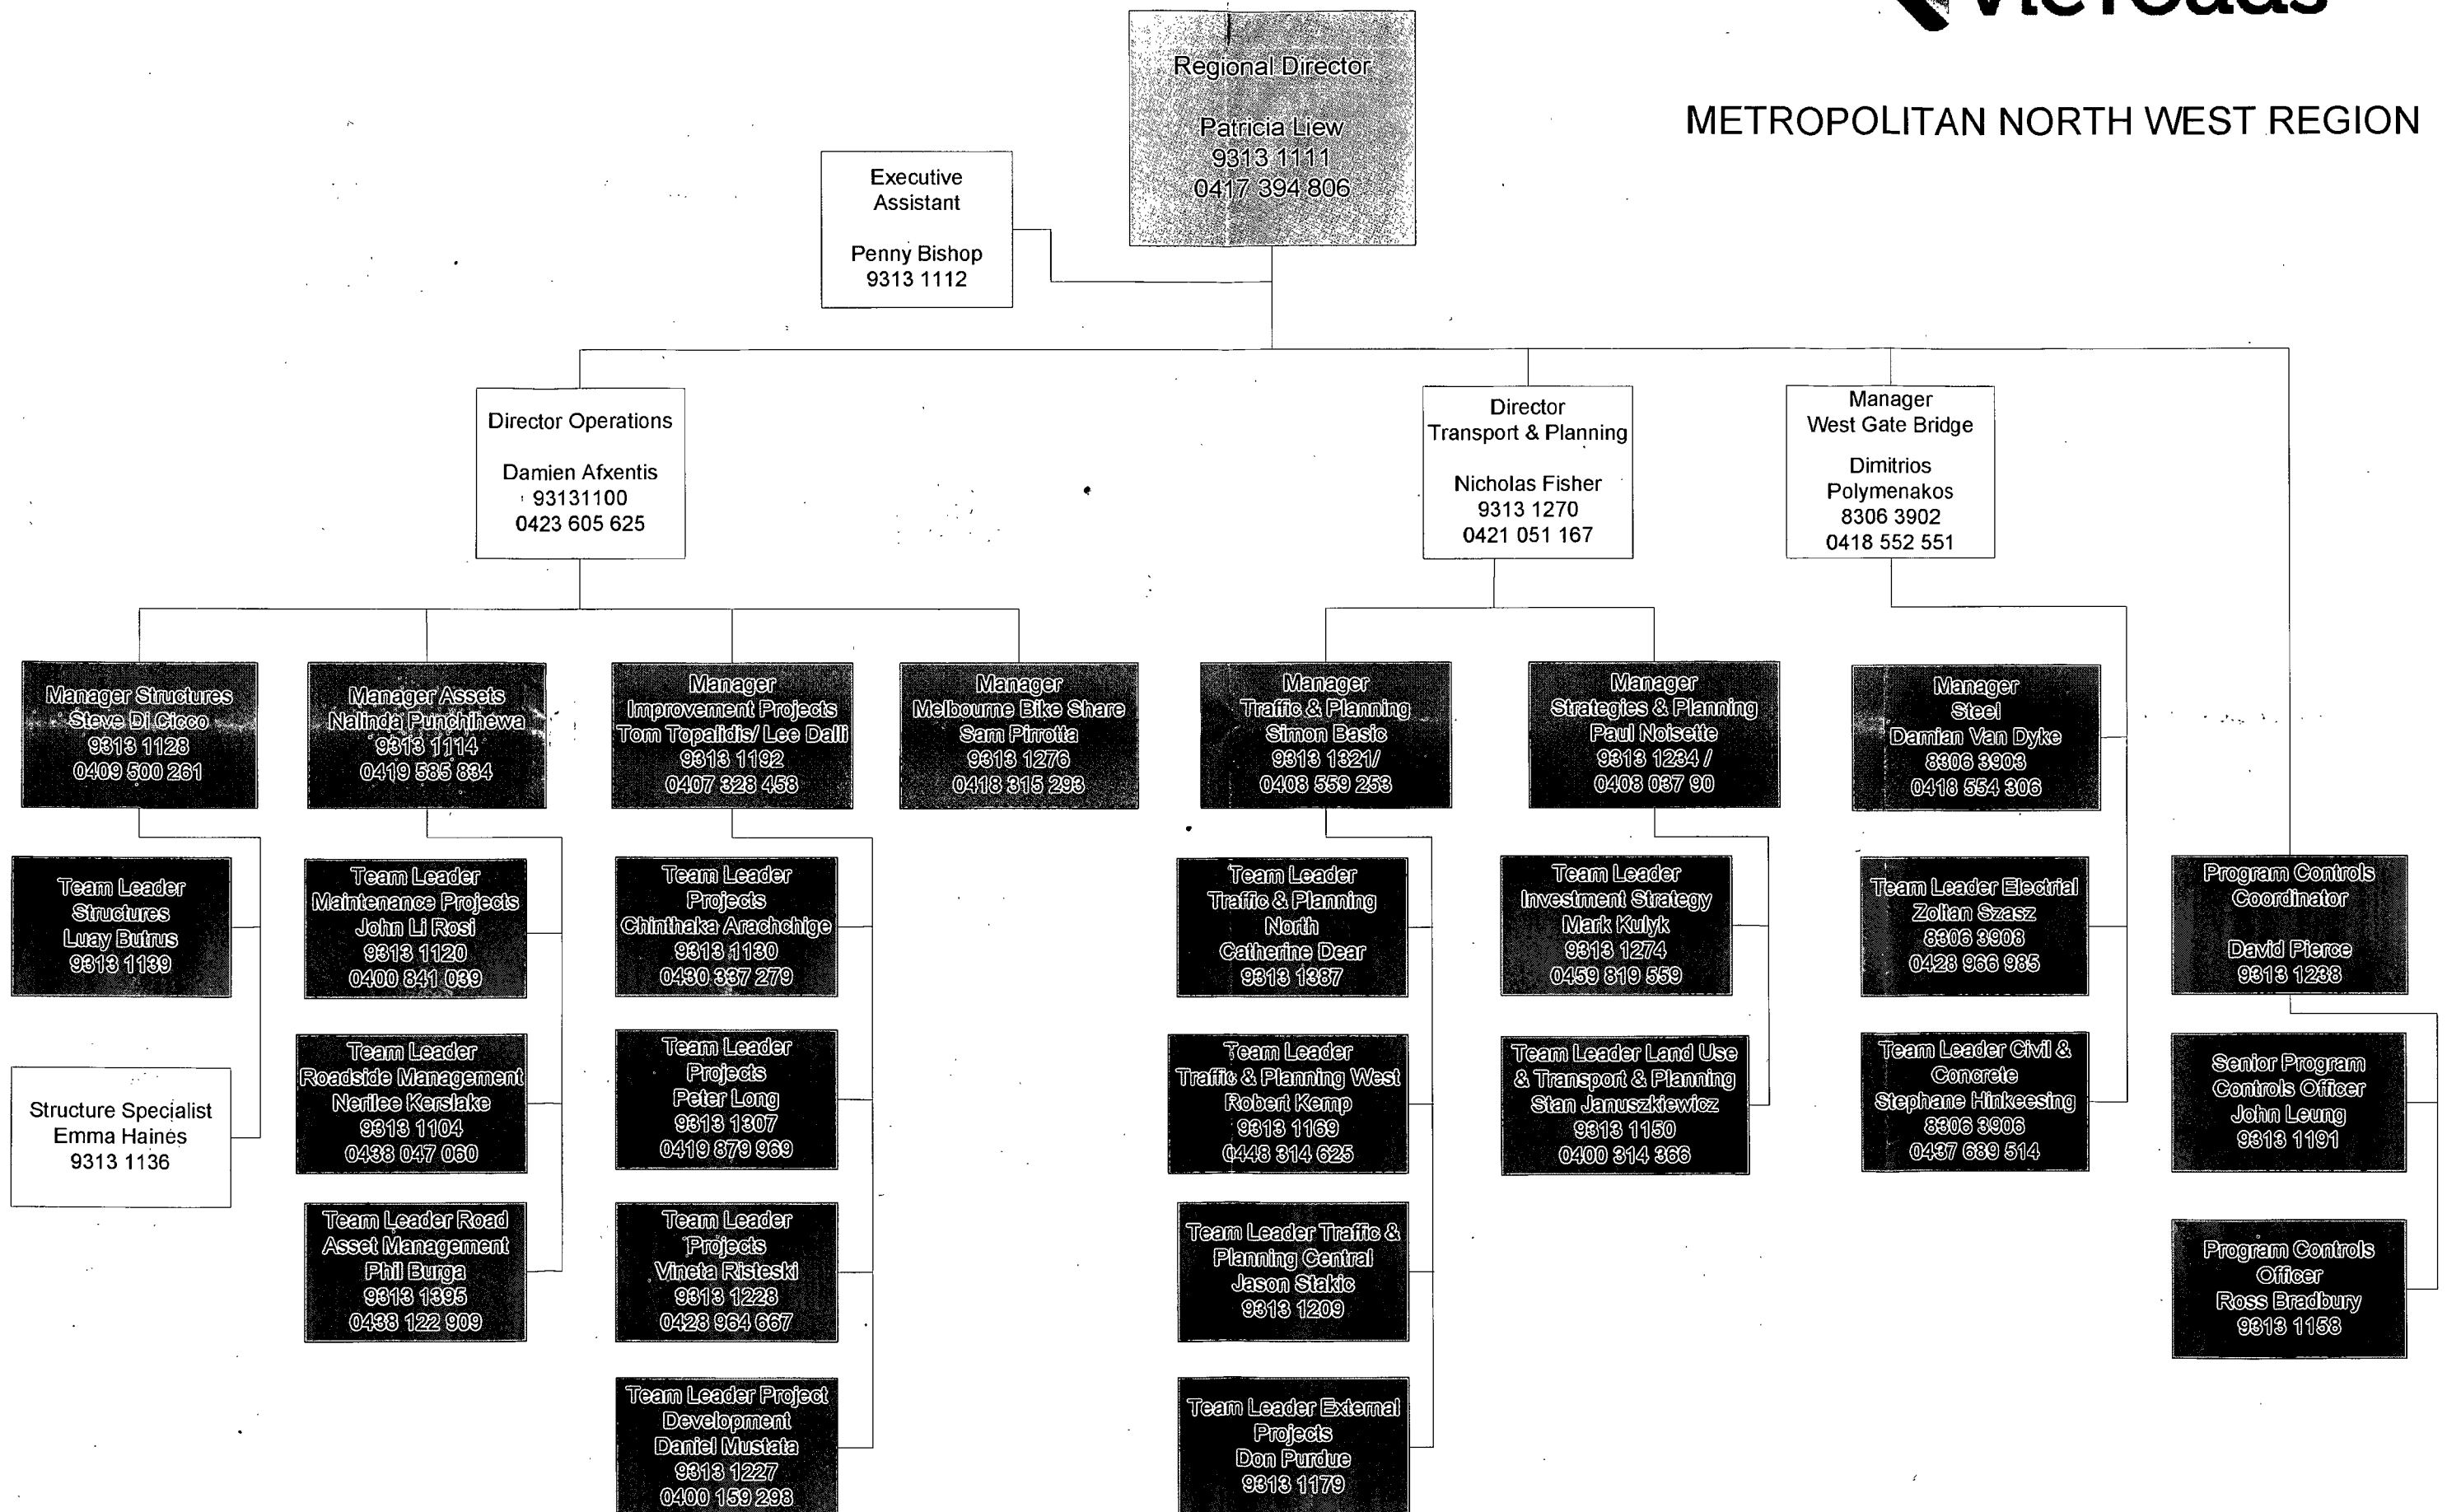 vicroads
METROPOLITAN NORTH WEST REGION
Regional Director
Patricia Liew
9313 1111
0417 394 806
Executive
Assistant
Penny Bishop
9313 1112
Director Operations
Damien Afxentis
93131100
0423 605 625
Director
Transport & Planning
Nicholas Fisher
9313 1270
0421 051 167
Manager
West Gate Bridge
Dimitrios
Polymenakos
8306 3902
0418 552 551
Manager Structures
Steve Di Cicco
9313 1128
0409 500 261
Manager Assets
Nalinda Punchihewa
9313 1114
0419 585 834
Manager
Improvement Projects
Tom Topalidis/ Lee Dalli
9313 1192
0407 328 458
Manager
Melbourne Bike Share
Sam Pirrotta
9313 1276
0418 315 293
Manager
Traffic & Planning
Simon Basic
9313 1321/
0408 559 253
Manager
Strategies & Planning
Paul Noisette
9313 1234 /
0408 037 90
Manager
Steel
Damian Van Dyke
8306 3903
0418 554 306
Team Leader
Structures
Luay Butrus
9313 1139
Team Leader
Maintenance Projects
John Li Rosi
9313 1120
0400 841 039
Team Leader
Projects
Chinthaka Arachchige
9313 1130
0430 337 279
Team Leader
Traffic & Planning
North
Catherine Dear
9313 1387
Team Leader
Investment Strategy
Mark Kulyk
9313 1274
0459 819 559
Team Leader Electrial
Zoltan Szasz
8306 3908
0428 966 985
Program Controls
Coordinator
David Pierce
9313 1238
Structure Specialist
Emma Haines
9313 1136
Team Leader
Roadside Management
Nerilee Kerslake
9313 1104
0438 047 060
Team Leader
Projects
Peter Long
9313 1307
0419 879 969
Team Leader
Traffic & Planning West
Robert Kemp
9313 1169
0448 314 625
Team Leader Land Use
& Transport & Planning
Stan Januszkiewicz
9313 1150
0400 314 366
Team Leader Civil &
Concrete
Stephane Hinkeesing
8306 3906
0437 689 514
Senior Program
Controls Officer
John Leung
9313 1191
Team Leader Road
Asset Management
Phil Burga
9313 1395
0438 122 909
Team Leader
Projects
Vineta Risteski
9313 1228
0428 964 667
Team Leader Traffic &
Planning Central
Jason Stakic
9313 1209
Program Controls
Officer
Ross Bradbury
9313 1158
Team Leader Project
Development
Daniel Mustata
9313 1227
0400 159 298
Team Leader External
Projects
Don Purdue
9313 1179